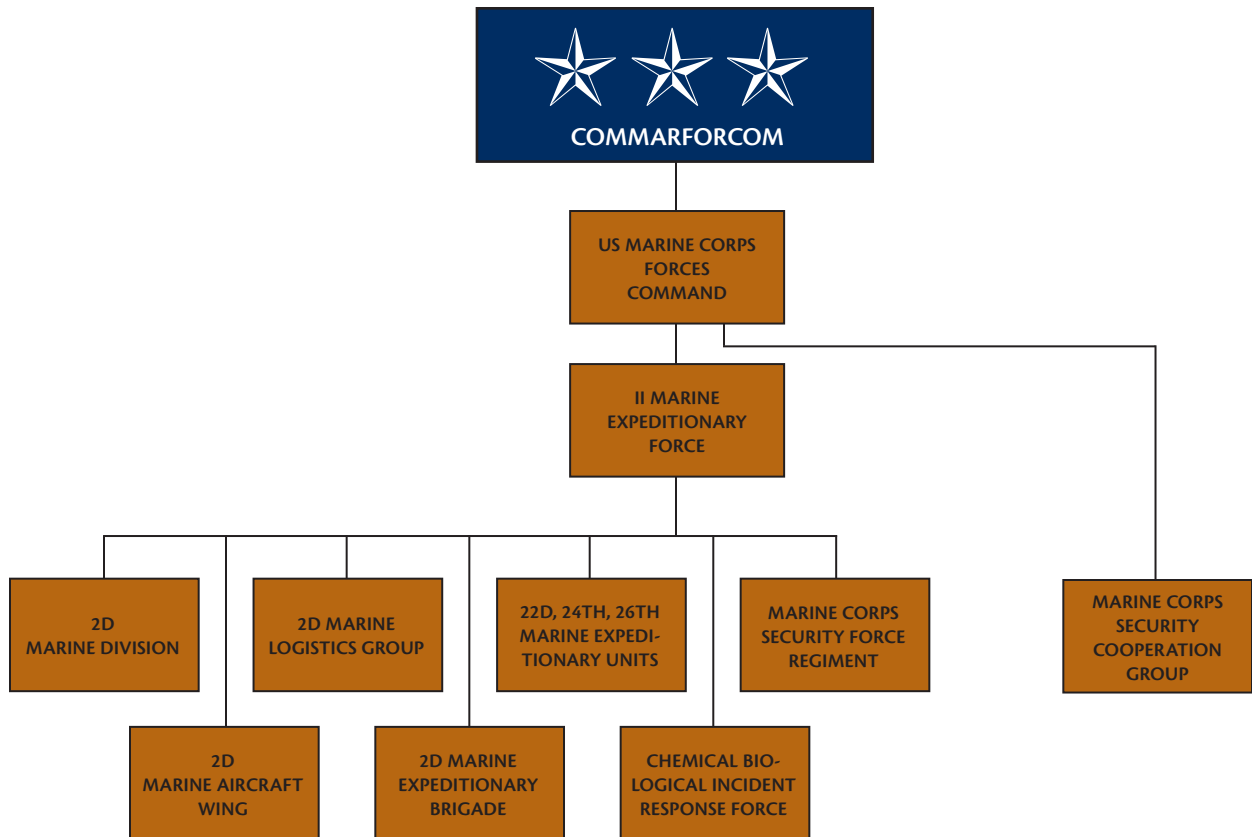 COMMARFORCOM
US MARINE CORPS
FORCES
COMMAND
II MARINE
EXPEDITIONARY
FORCE
2D
MARINE DIVISION
2D MARINE
LOGISTICS GROUP
22D, 24TH, 26TH
MARINE EXPEDI-
TIONARY UNITS
MARINE CORPS
SECURITY FORCE
REGIMENT
MARINE CORPS
SECURITY
COOPERATION
GROUP
2D
MARINE AIRCRAFT
WING
2D MARINE
EXPEDITIONARY
BRIGADE
CHEMICAL BIO-
LOGICAL INCIDENT
RESPONSE FORCE